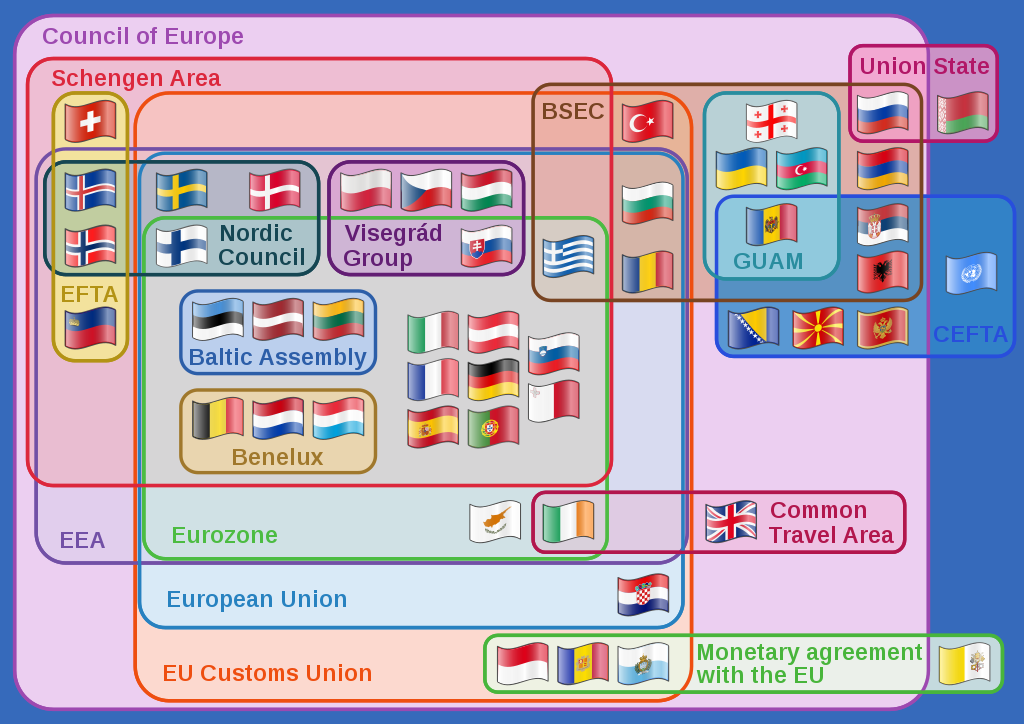 Council of Europe
Schengen Area
Union State
BSEC
Nordic
Council
Visegrád
Group
GUAM
EFTA
CEFTA
Baltic Assembly
Benelux
Common
Travel Area
EEA
Eurozone
European Union
EU Customs Union
Monetary agreement
with the EU